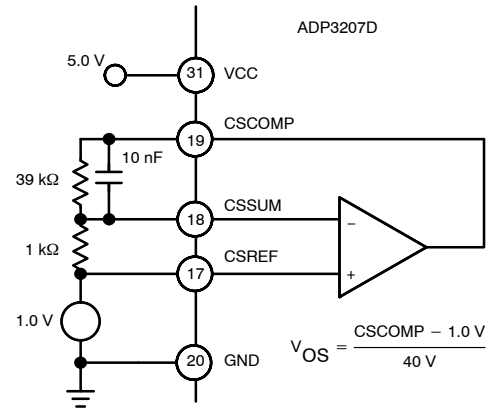 ADP3207D
5.0 V
31
VCC
CSCOMP
19
10 nF
39 kΩ
CSSUM
18
−
1 kΩ
CSREF
17
+
1.0 V
20
GND
VOS = CSCOMP − 1.0 V
40 V